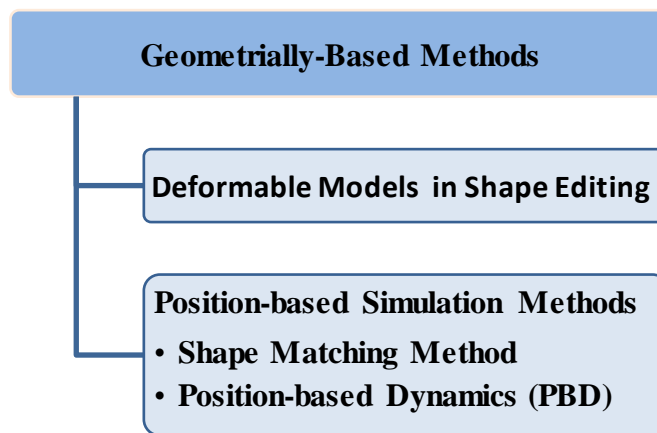 Geometrially-Based Methods
Deformable Models in Shape Editing
Position-based Simulation Methods
• Shape Matching Method
• Position-based Dynamics (PBD)